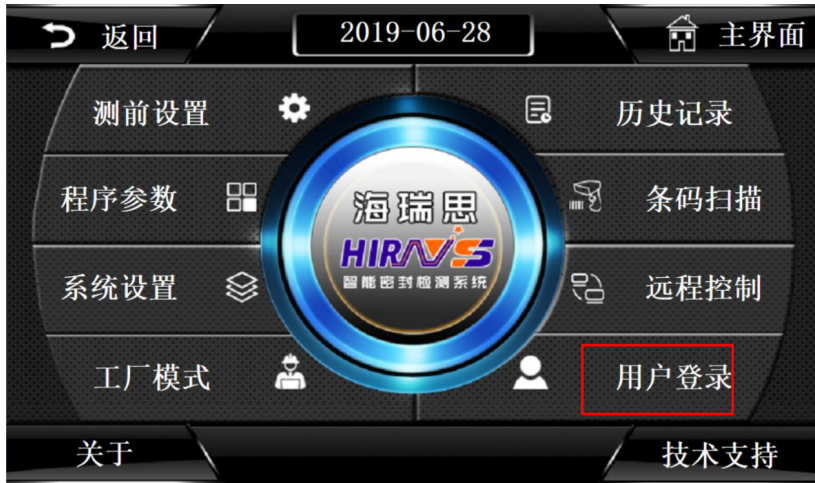 返回
2019-06-28
主界面
测前设置
历史记录
程序参数
条码扫描
海瑞思
HIRAYS
智能密封检测系统
系统设置
远程控制
工厂模式
用户登录
关于
技术支持